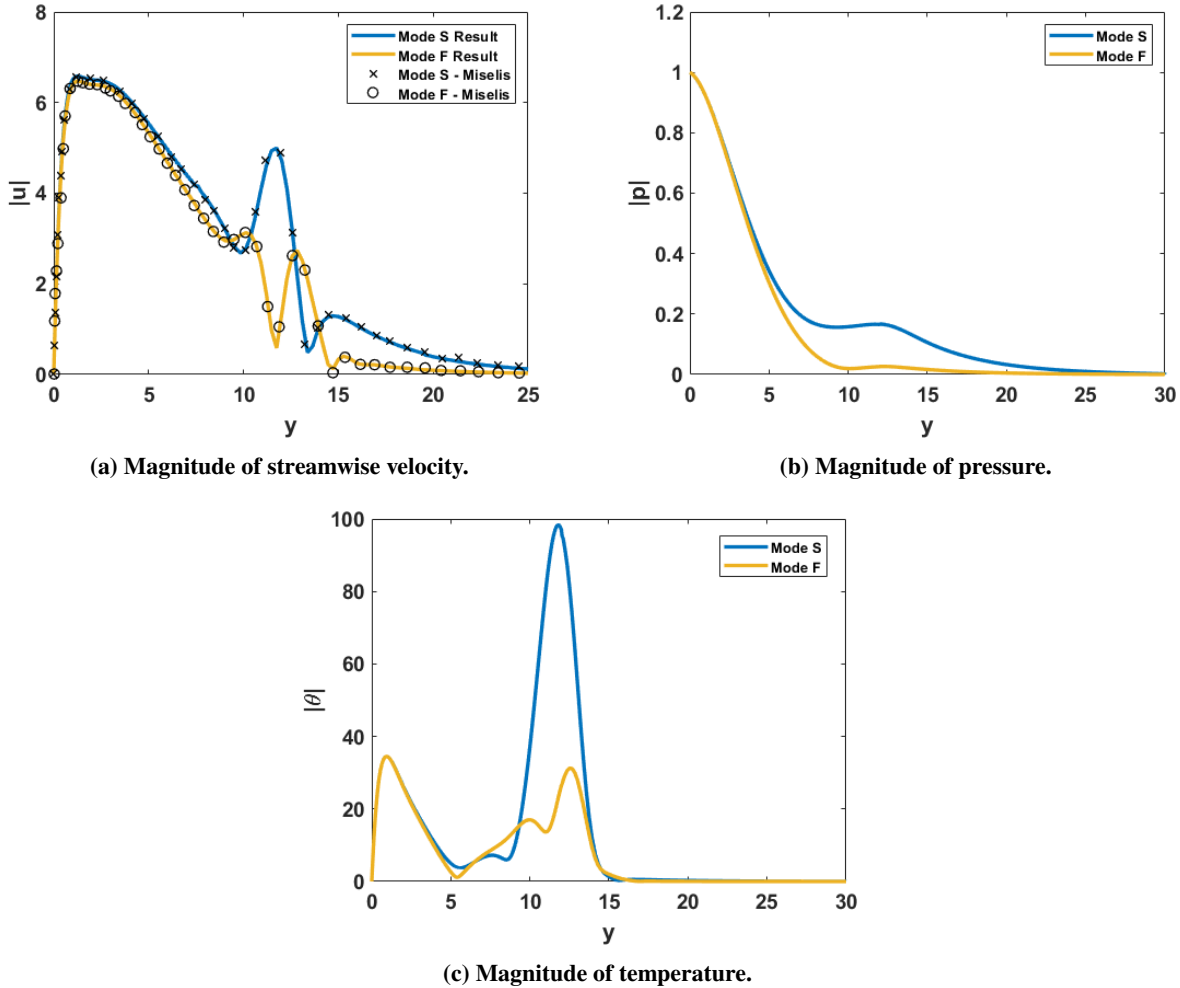 8
6
4
2
0
|u|
Mode S Result
Mode F Result
Mode S - Miselis
Mode F - Miselis
0 5 10 15 20 25
y
(a) Magnitude of streamwise velocity.
1.2
1
0.8
0.6
0.4
0.2
0
|p|
Mode S
Mode F
0 5 10 15 20 25 30
y
(b) Magnitude of pressure.
100
80
60
40
20
0
|θ|
Mode S
Mode F
0 5 10 15 20 25 30
y
(c) Magnitude of temperature.